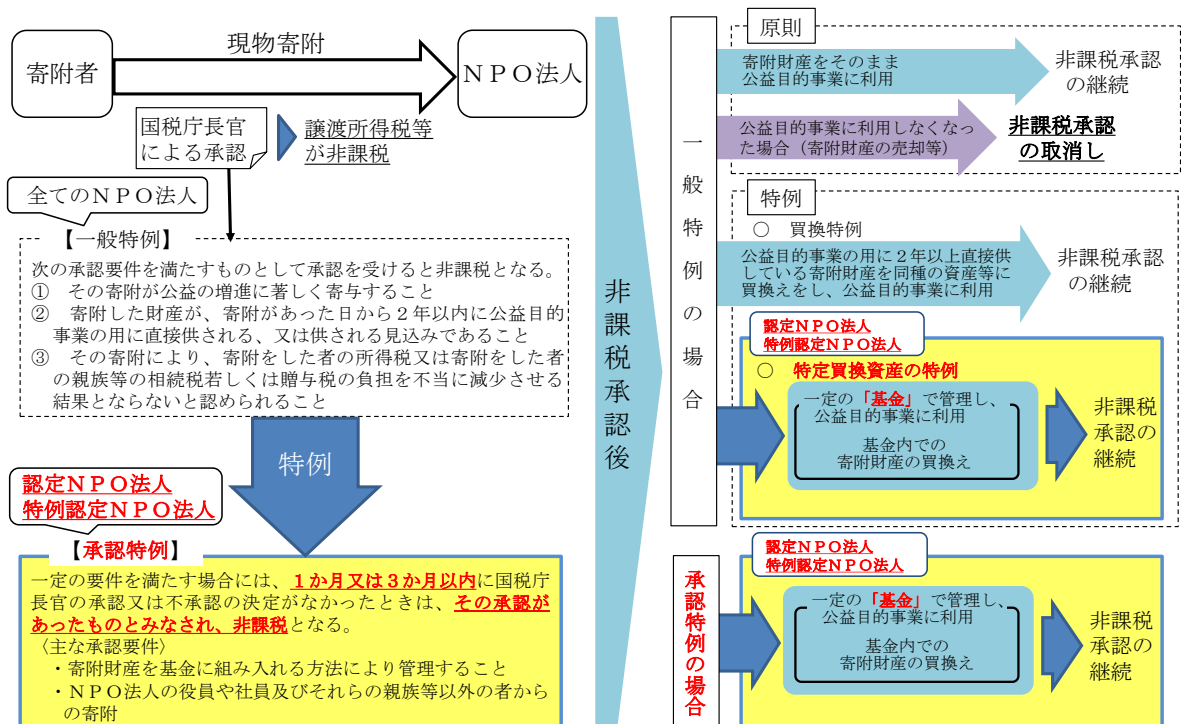 現物寄附
寄附者
ＮＰＯ法人
国税庁長官
による承認
譲渡所得税等
が非課税
全てのＮＰＯ法人
【一般特例】
次の承認要件を満たすものとして承認を受けると非課税となる。
① その寄附が公益の増進に著しく寄与すること
② 寄附した財産が、寄附があった日から２年以内に公益目的
事業の用に直接供される、又は供される見込みであること
③ その寄附により、寄附をした者の所得税又は寄附をした者
の親族等の相続税若しくは贈与税の負担を不当に減少させる
結果とならないと認められること
特例
認定ＮＰＯ法人
特例認定ＮＰＯ法人
【承認特例】
一定の要件を満たす場合には、１か月又は３か月以内に国税庁
長官の承認又は不承認の決定がなかったときは、その承認が
あったものとみなされ、非課税となる。
〈主な承認要件〉
・寄附財産を基金に組み入れる方法により管理すること
・ＮＰＯ法人の役員や社員及びそれらの親族等以外の者から
の寄附
非課税承認後
一般特例の場合
原則
寄附財産をそのまま
公益目的事業に利用
非課税承認
の継続
公益目的事業に利用しなくなっ
た場合（寄附財産の売却等）
非課税承認
の取消し
特例
○ 買換特例
公益目的事業の用に２年以上直接供
している寄附財産を同種の資産等に
買換えをし、公益目的事業に利用
非課税承認
の継続
認定ＮＰＯ法人
特例認定ＮＰＯ法人
○ 特定買換資産の特例
一定の「基金」で管理し、
公益目的事業に利用
基金内での
寄附財産の買換え
非課税
承認の
継続
承認特例の場合
認定ＮＰＯ法人
特例認定ＮＰＯ法人
一定の「基金」で管理し、
公益目的事業に利用
基金内での
寄附財産の買換え
非課税
承認の
継続